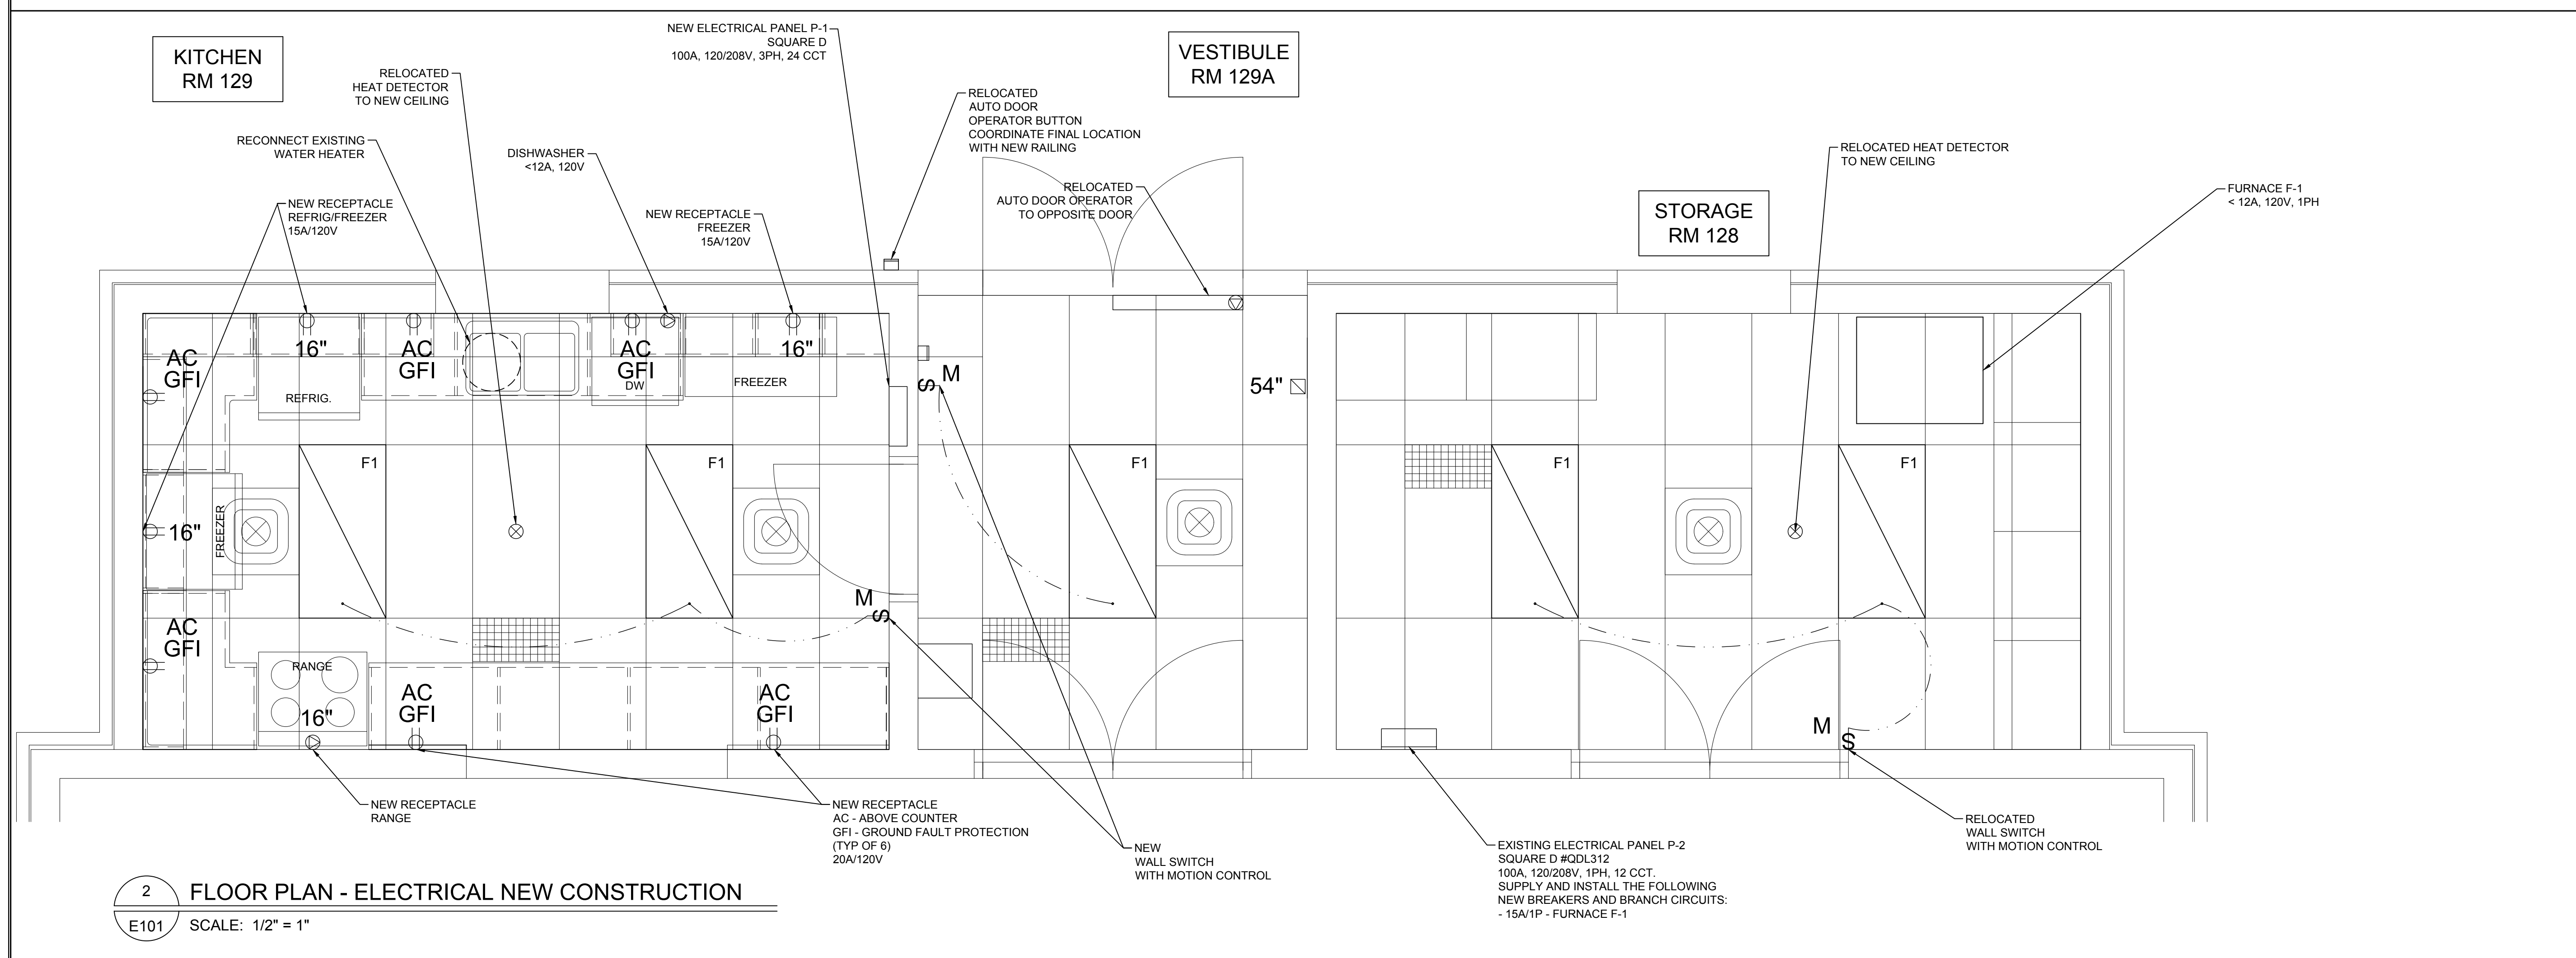 KITCHEN
RM 129
NEW ELECTRICAL PANEL P-1
SQUARE D
100A, 120/208V, 3PH, 24 CCT
VESTIBULE
RM 129A
RELOCATED
HEAT DETECTOR
TO NEW CEILING
RELOCATED
AUTO DOOR
OPERATOR BUTTON
COORDINATE FINAL LOCATION
WITH NEW RAILING
RECONNECT EXISTING
WATER HEATER
DISHWASHER
<12A, 120V
RELOCATED HEAT DETECTOR
TO NEW CEILING
RELOCATED
AUTO DOOR OPERATOR
TO OPPOSITE DOOR
FURNACE F-1
< 12A, 120V, 1PH
NEW RECEPTACLE
REFRIG/FREEZER
15A/120V
NEW RECEPTACLE
FREEZER
15A/120V
STORAGE
RM 128
AC
GFI
16"
REFRIG.
AC
GFI
AC
GFI
DW
16"
FREEZER
S
M
54"
F1
F1
F1
F1
F1
16"
FREEZER
M
S
AC
GFI
RANGE
16"
AC
GFI
AC
GFI
M
S
NEW RECEPTACLE
RANGE
NEW RECEPTACLE
AC - ABOVE COUNTER
GFI - GROUND FAULT PROTECTION
(TYP OF 6)
20A/120V
NEW
WALL SWITCH
WITH MOTION CONTROL
EXISTING ELECTRICAL PANEL P-2
SQUARE D #QDL312
100A, 120/208V, 1PH, 12 CCT.
SUPPLY AND INSTALL THE FOLLOWING
NEW BREAKERS AND BRANCH CIRCUITS:
- 15A/1P - FURNACE F-1
RELOCATED
WALL SWITCH
WITH MOTION CONTROL
2
E101
FLOOR PLAN - ELECTRICAL NEW CONSTRUCTION
SCALE: 1/2" = 1"